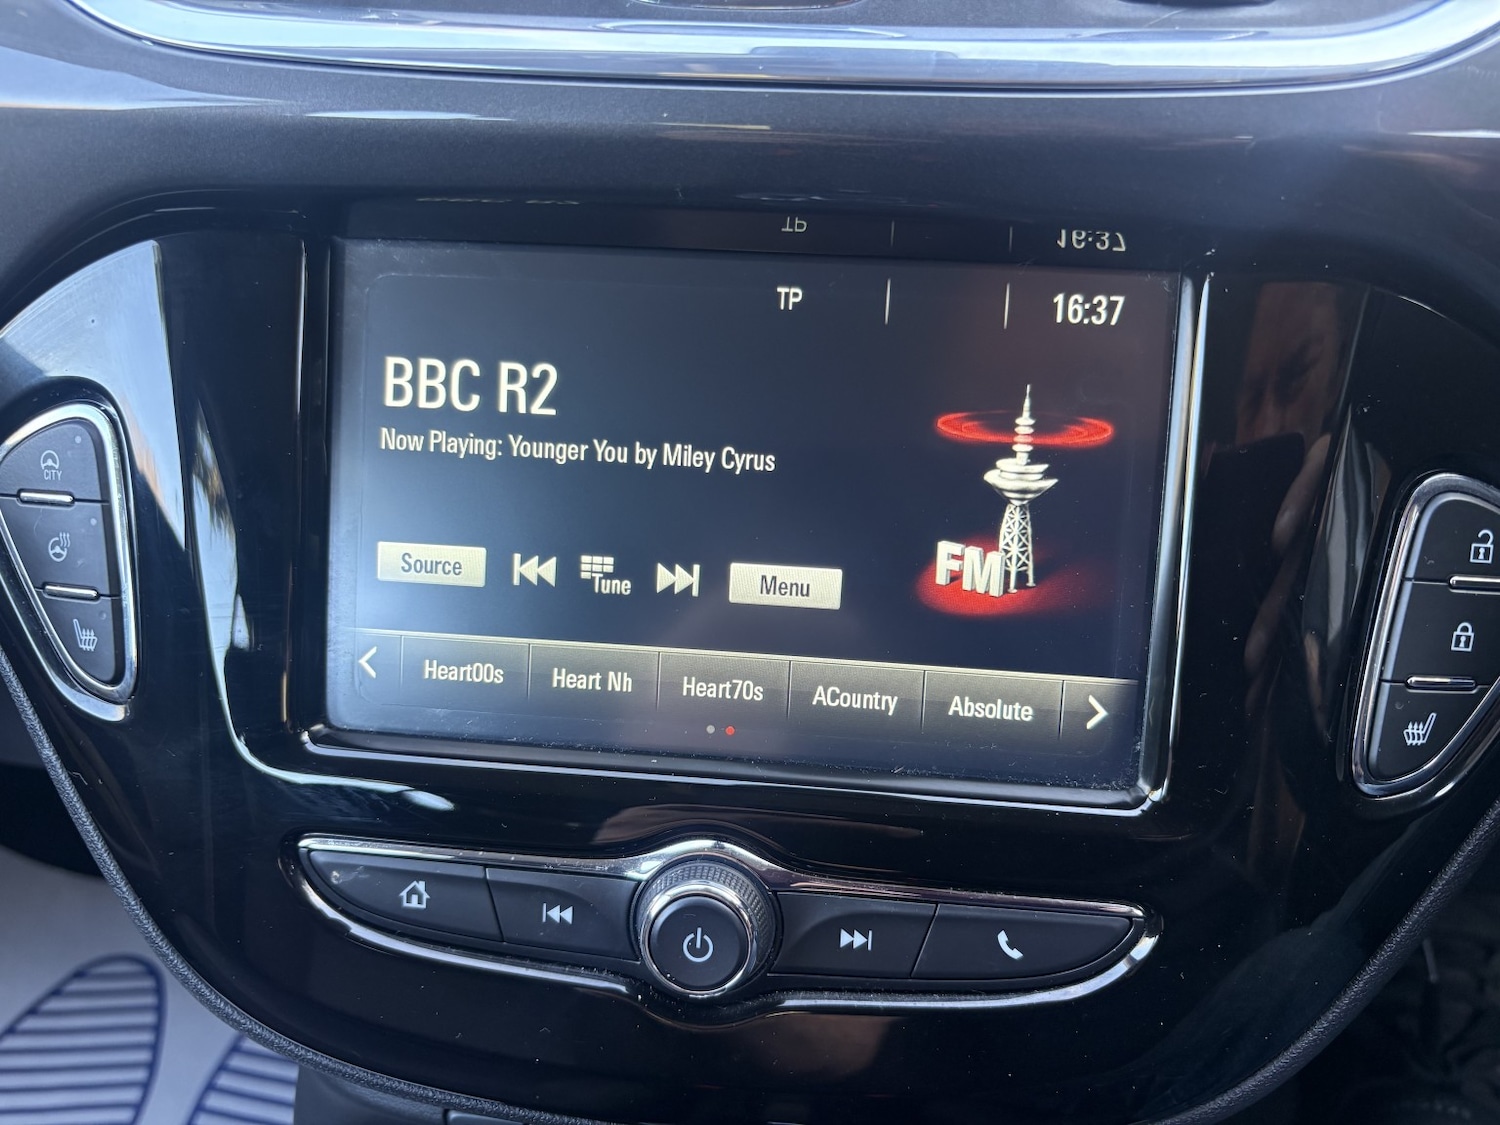 TP 16:37
BBC R2
Now Playing: Younger You by Miley Cyrus
Source Tune Menu
FM
Heart00s Heart Nh Heart70s ACountry Absolute
CITY